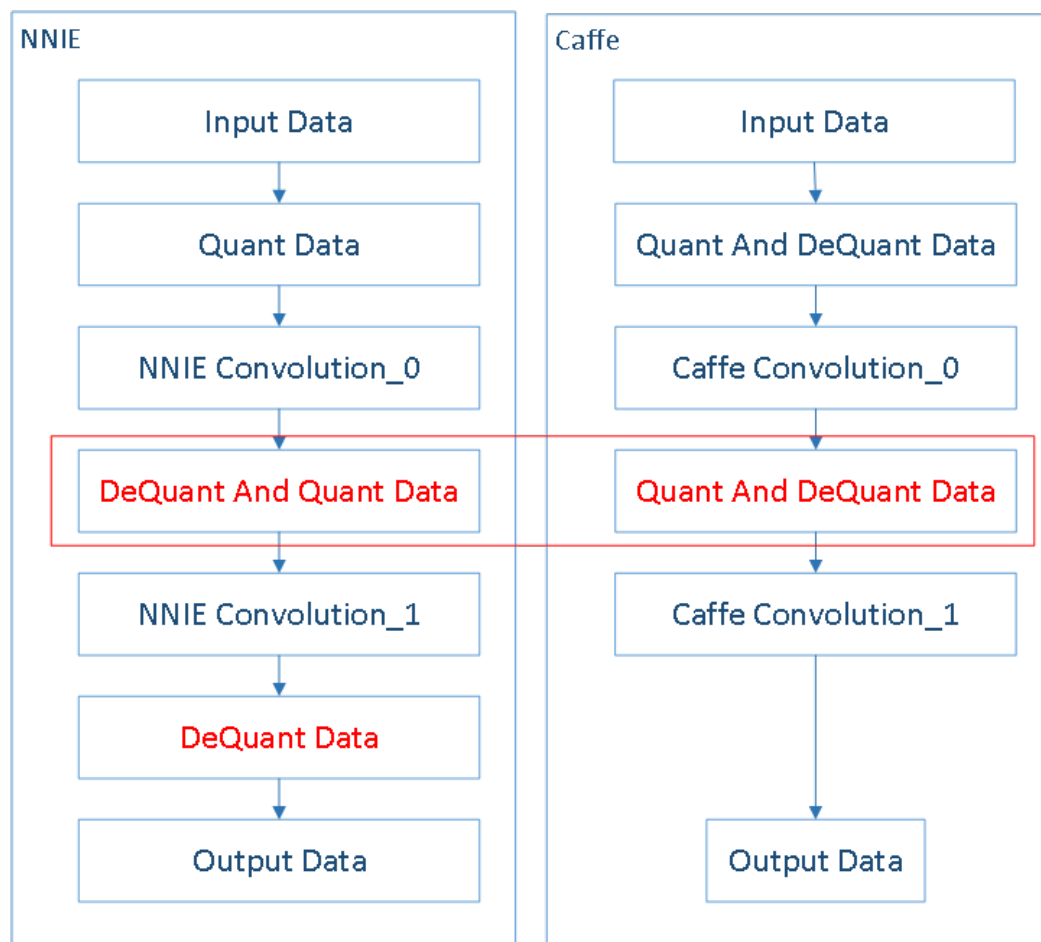 NNIE
Input Data
Quant Data
NNIE Convolution_0
DeQuant And Quant Data
NNIE Convolution_1
DeQuant Data
Output Data
Caffe
Input Data
Quant And DeQuant Data
Caffe Convolution_0
Quant And DeQuant Data
Caffe Convolution_1
Output Data